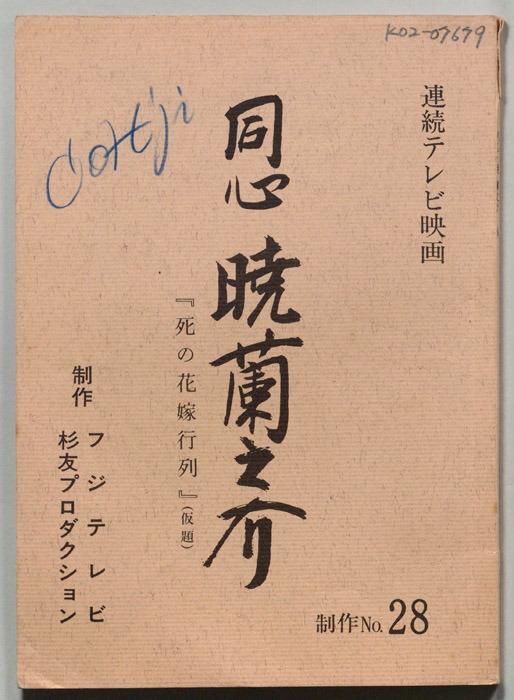 K02-07679
連続テレビ映画
同心 暁蘭之介
『死の花嫁行列』(仮題)
制作
フジテレビ
杉友プロダクション
制作No.28